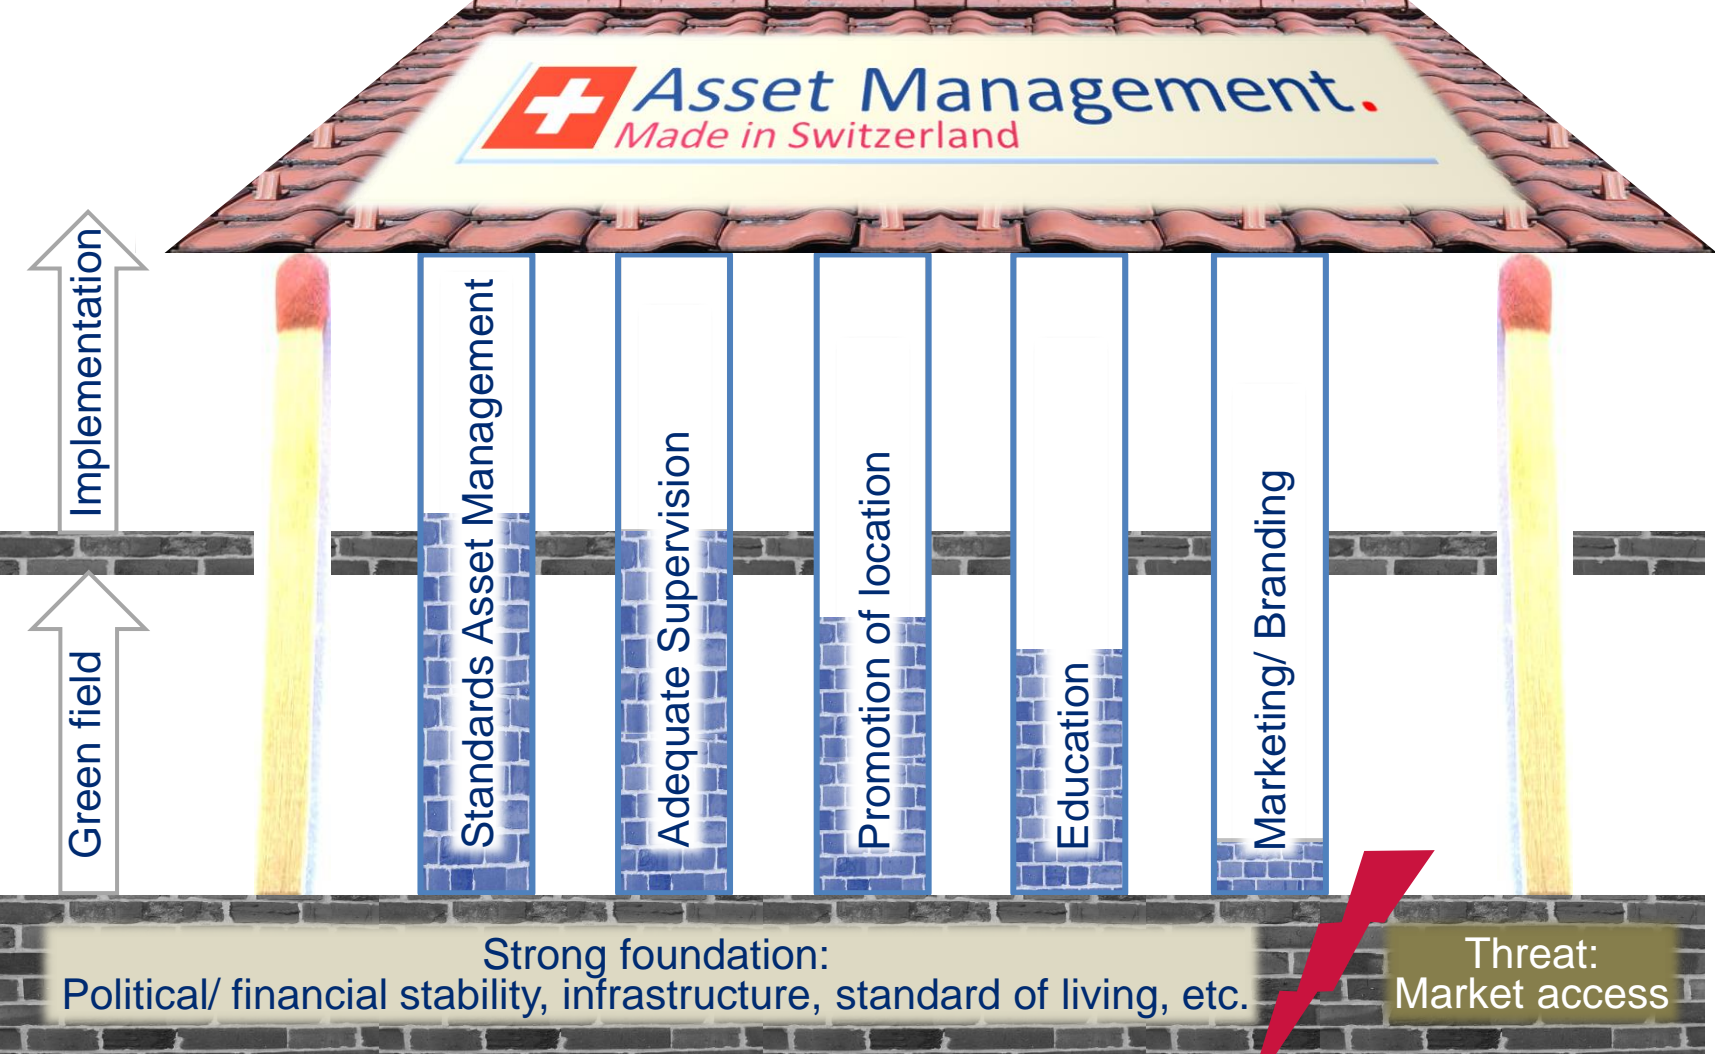 Asset Management.
Made in Switzerland
Implementation
Green field
Standards Asset Management
Adequate Supervision
Promotion of location
Education
Marketing/ Branding
Strong foundation:
Political/ financial stability, infrastructure, standard of living, etc.
Threat:
Market access